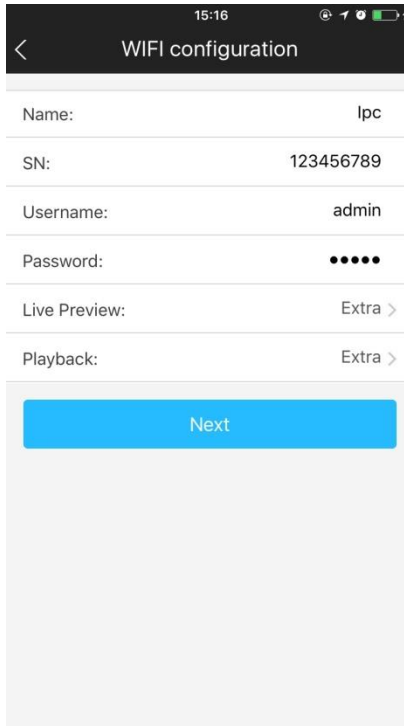 15:16
WIFI configuration
Name: Ipc
SN: 123456789
Username: admin
Password: •••••
Live Preview: Extra
Playback: Extra
Next